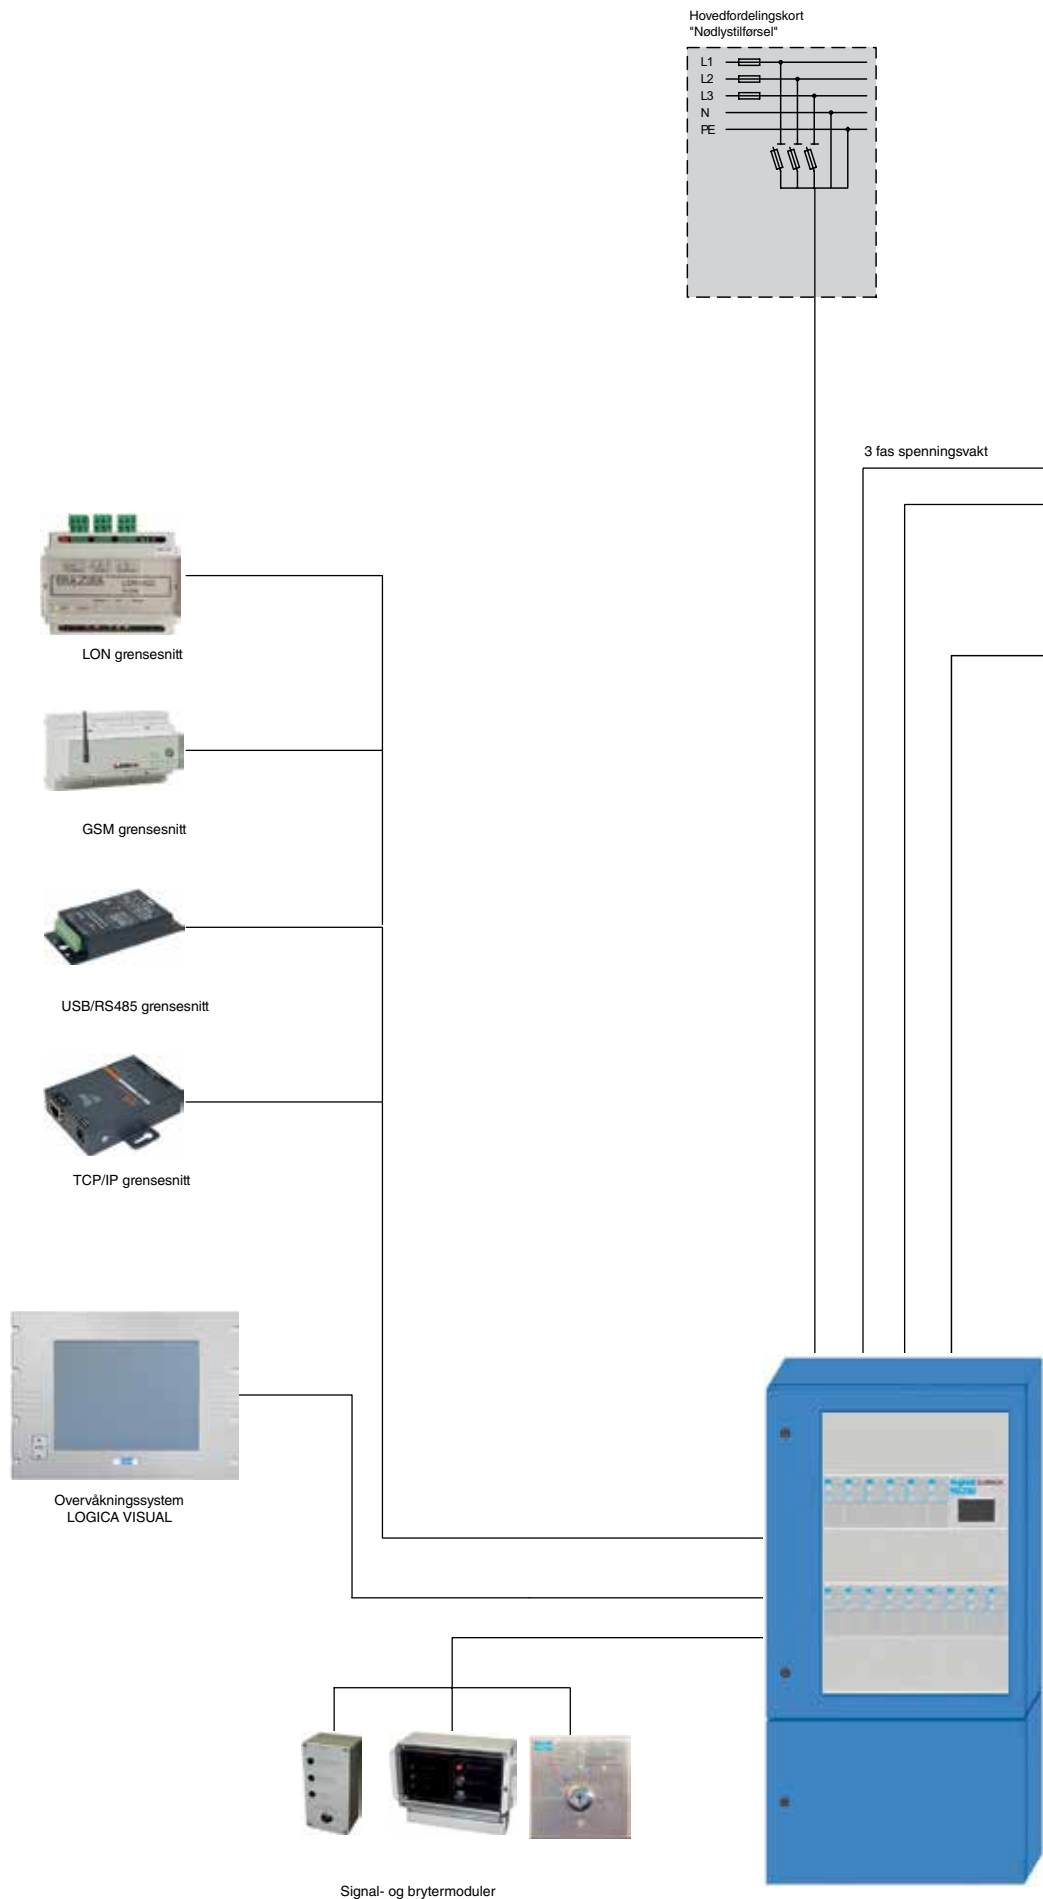 Hovedfordelingskort
"Nødlystilførsel"
L1
L2
L3
N
PE
3 fas spenningsvakt
LON grensesnitt
GSM grensesnitt
USB/RS485 grensesnitt
TCP/IP grensesnitt
Overvåkningssystem
LOGICA VISUAL
Signal- og brytermoduler